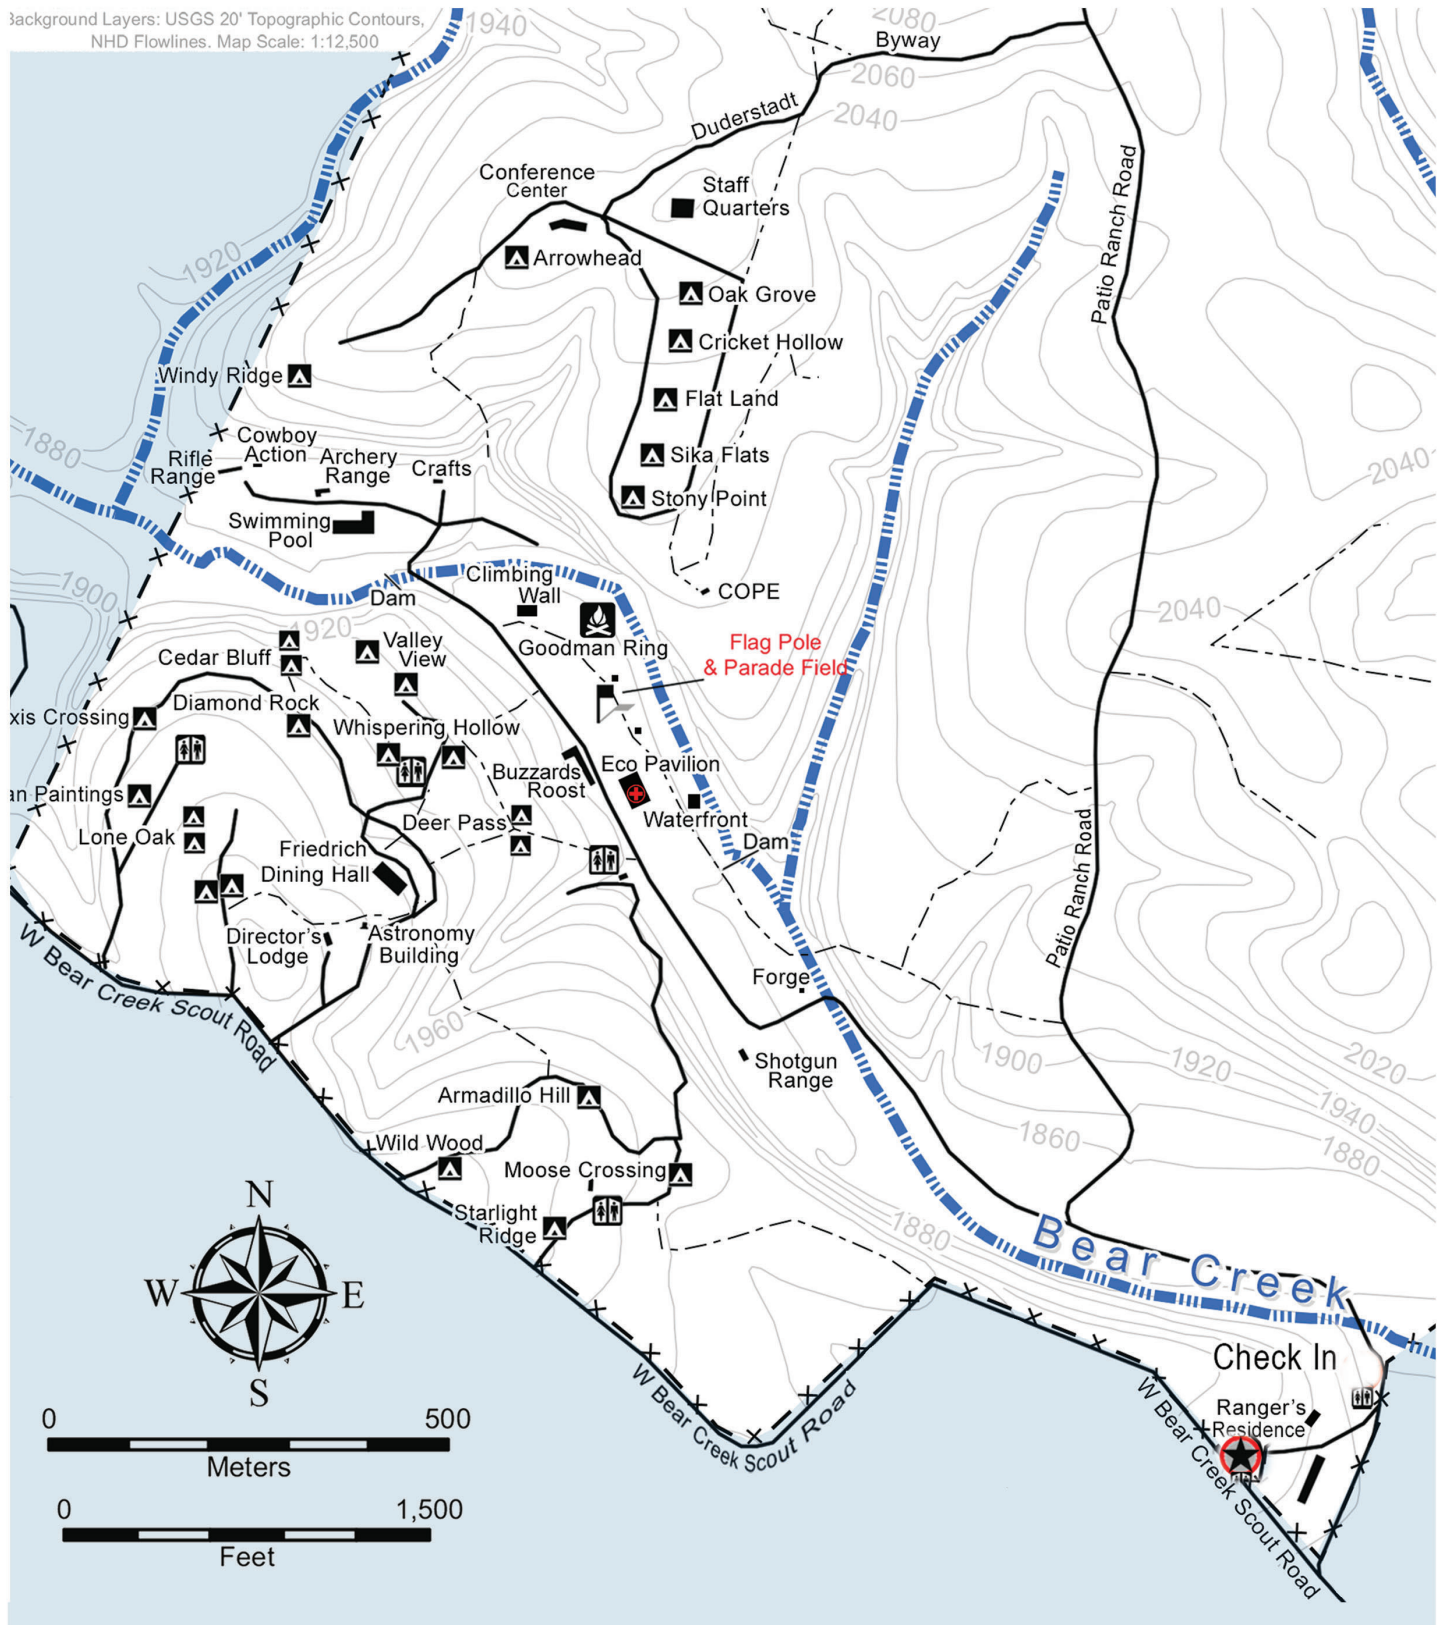 Background Layers: USGS 20' Topographic Contours,
NHD Flowlines. Map Scale: 1:12,500
1940
2080
Byway
2060
2040
Duderstadt
Conference
Center
Staff
Quarters
Patio Ranch Road
Arrowhead
1920
Oak Grove
Cricket Hollow
Windy Ridge
Flat Land
1880
Cowboy
Action
Rifle
Range
Archery
Range
Crafts
Sika Flats
2040
Stony Point
Swimming
Pool
Climbing
Wall
1900
Dam
COPE
2040
1920
Valley
View
Goodman Ring
Flag Pole
& Parade Field
Cedar Bluff
Diamond Rock
xis Crossing
Whispering Hollow
Buzzards
Roost
Eco Pavilion
an Paintings
Deer Pass
Waterfront
Lone Oak
Dam
Friedrich
Dining Hall
Patio Ranch Road
Director's
Lodge
Astronomy
Building
W Bear Creek Scout Road
Forge
1960
Shotgun
Range
1900
1920
2020
Armadillo Hill
1940
1860
1880
Wild Wood
Moose Crossing
Starlight
Ridge
1880
Bear Creek
N
W
E
S
Check In
Ranger's
Residence
W Bear Creek Scout Road
W Bear Creek Scout Road
0
500
Meters
0
1,500
Feet